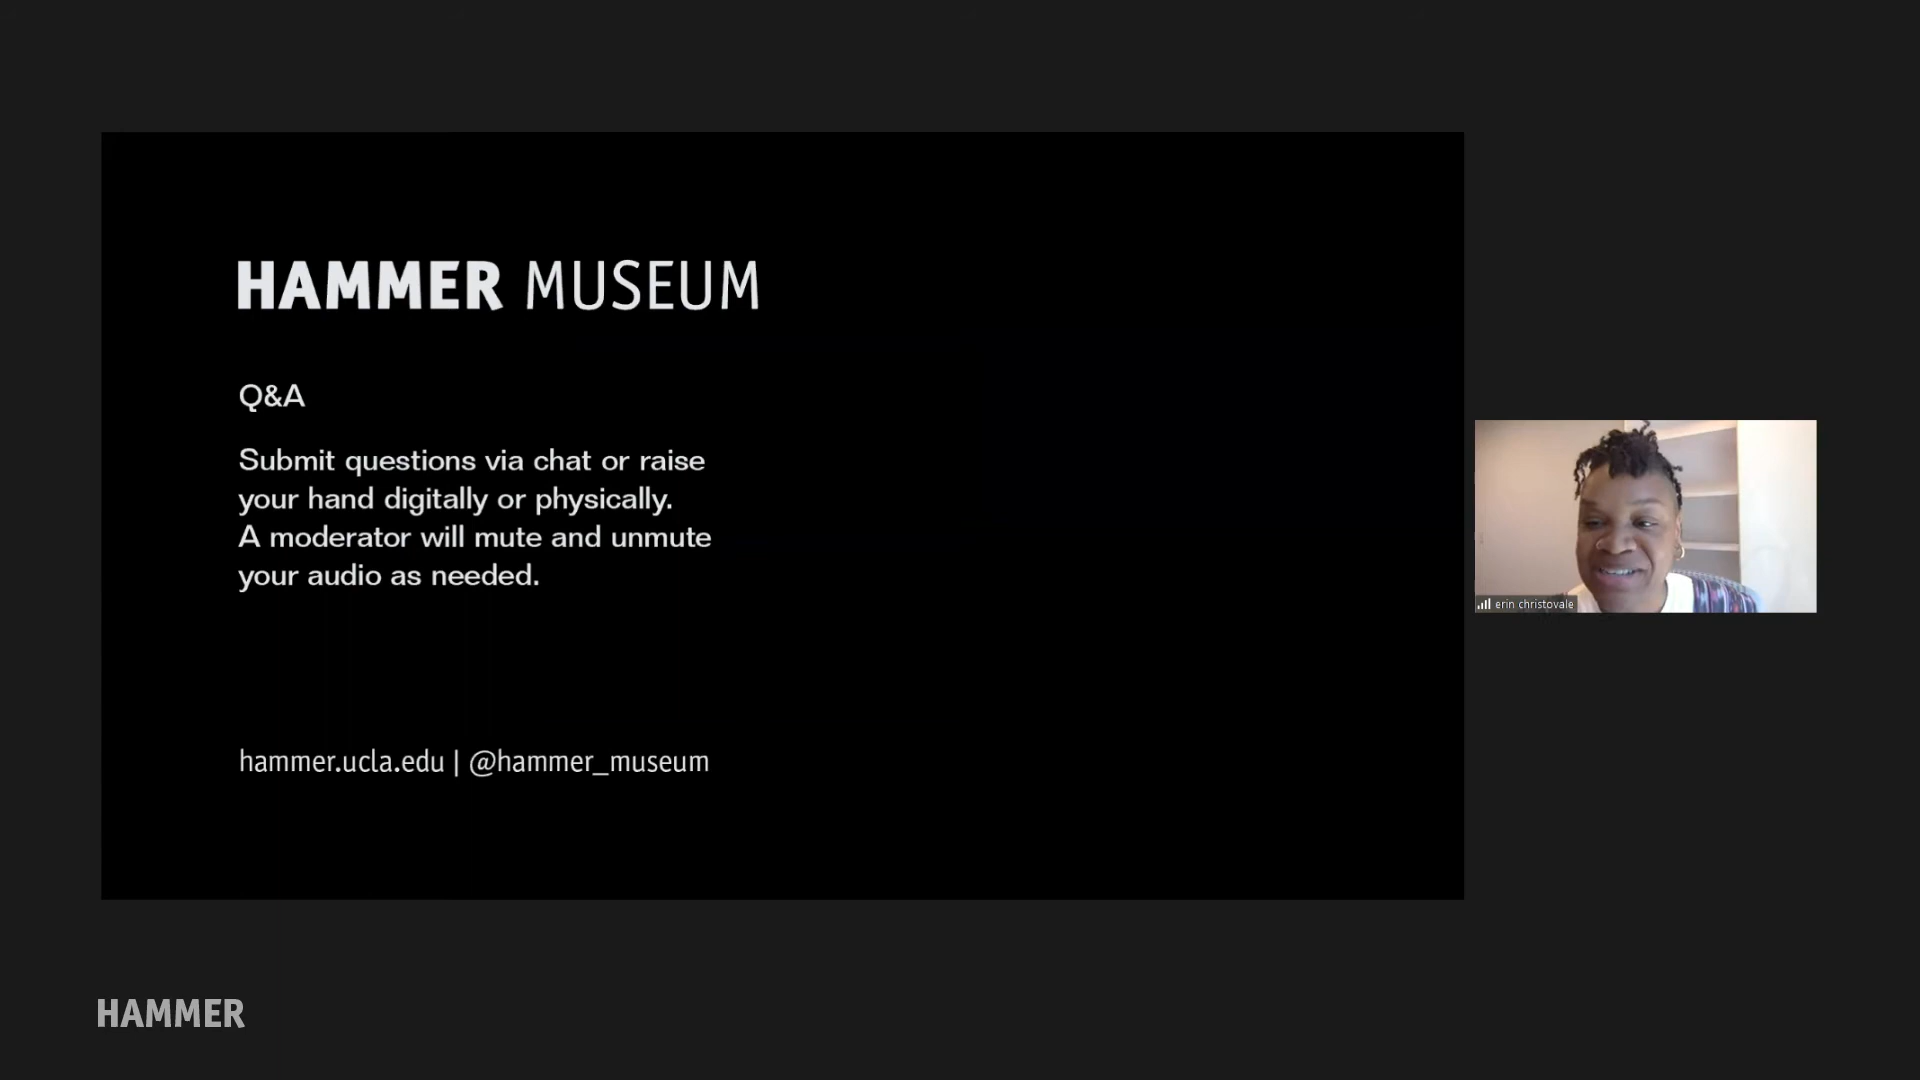 HAMMER MUSEUM
Q&A
Submit questions via chat or raise
your hand digitally or physically.
A moderator will mute and unmute
your audio as needed.
hammer.ucla.edu | @hammer_museum
erin christovale
HAMMER